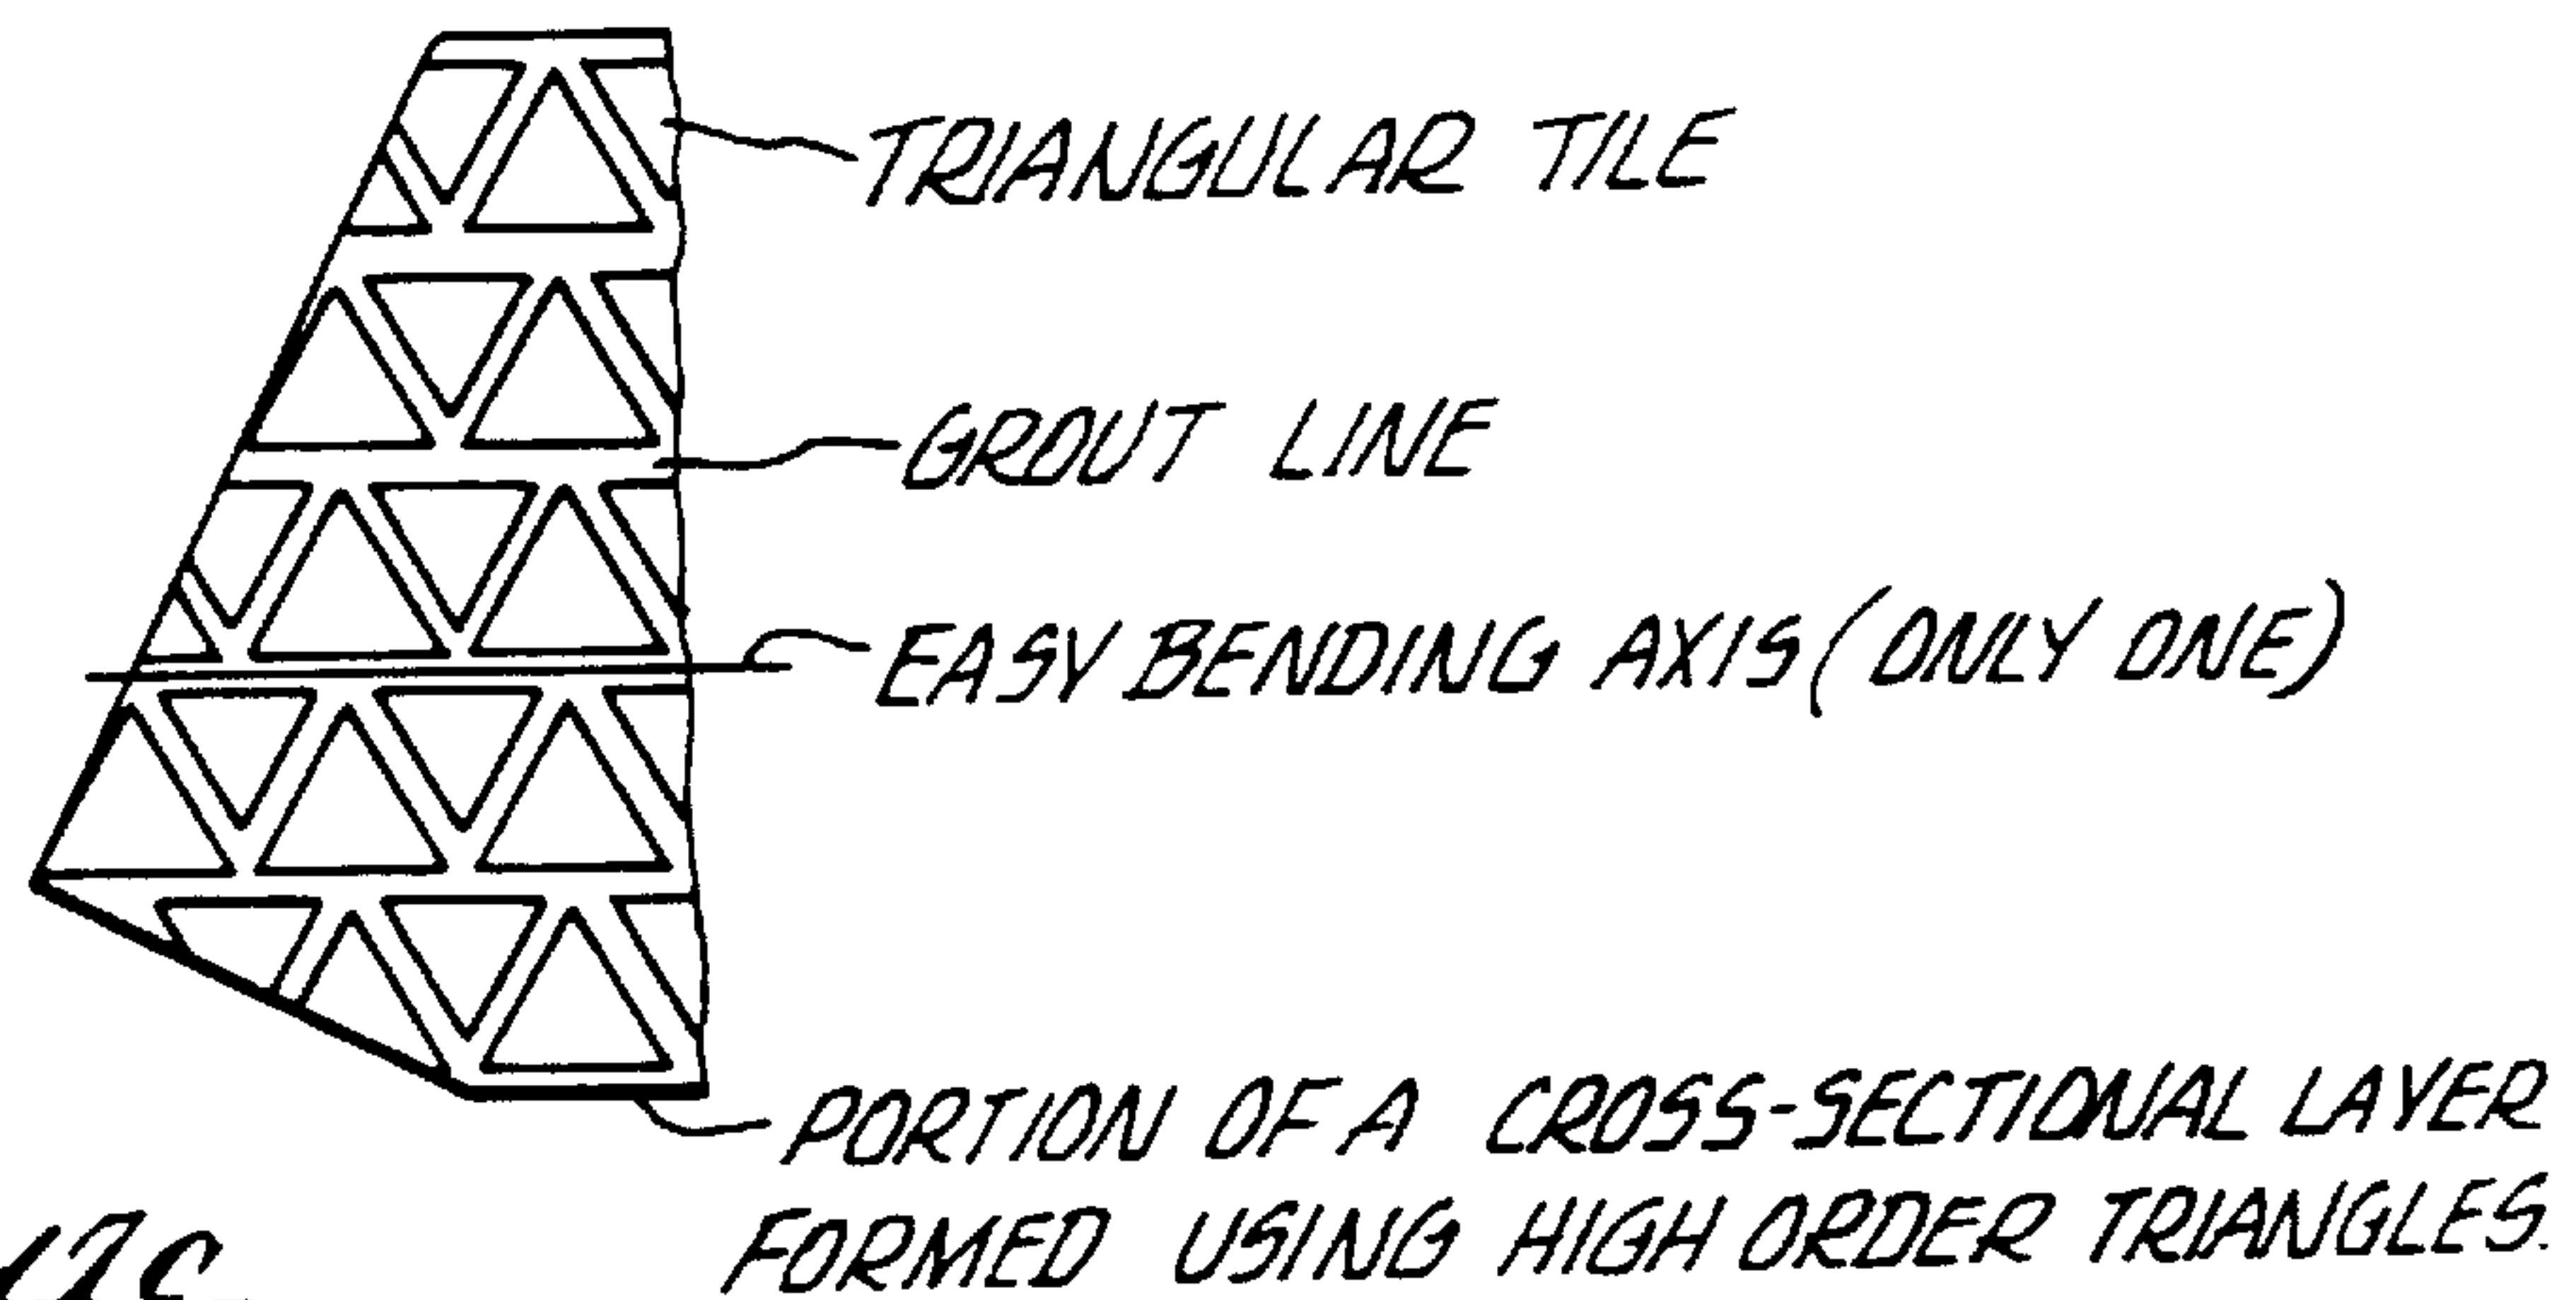 TRIANGULAR TILE
GROUT LINE
EASY BENDING AXIS (ONLY ONE)
PORTION OF A CROSS-SECTIONAL LAYER
FORMED USING HIGH ORDER TRIANGLES.